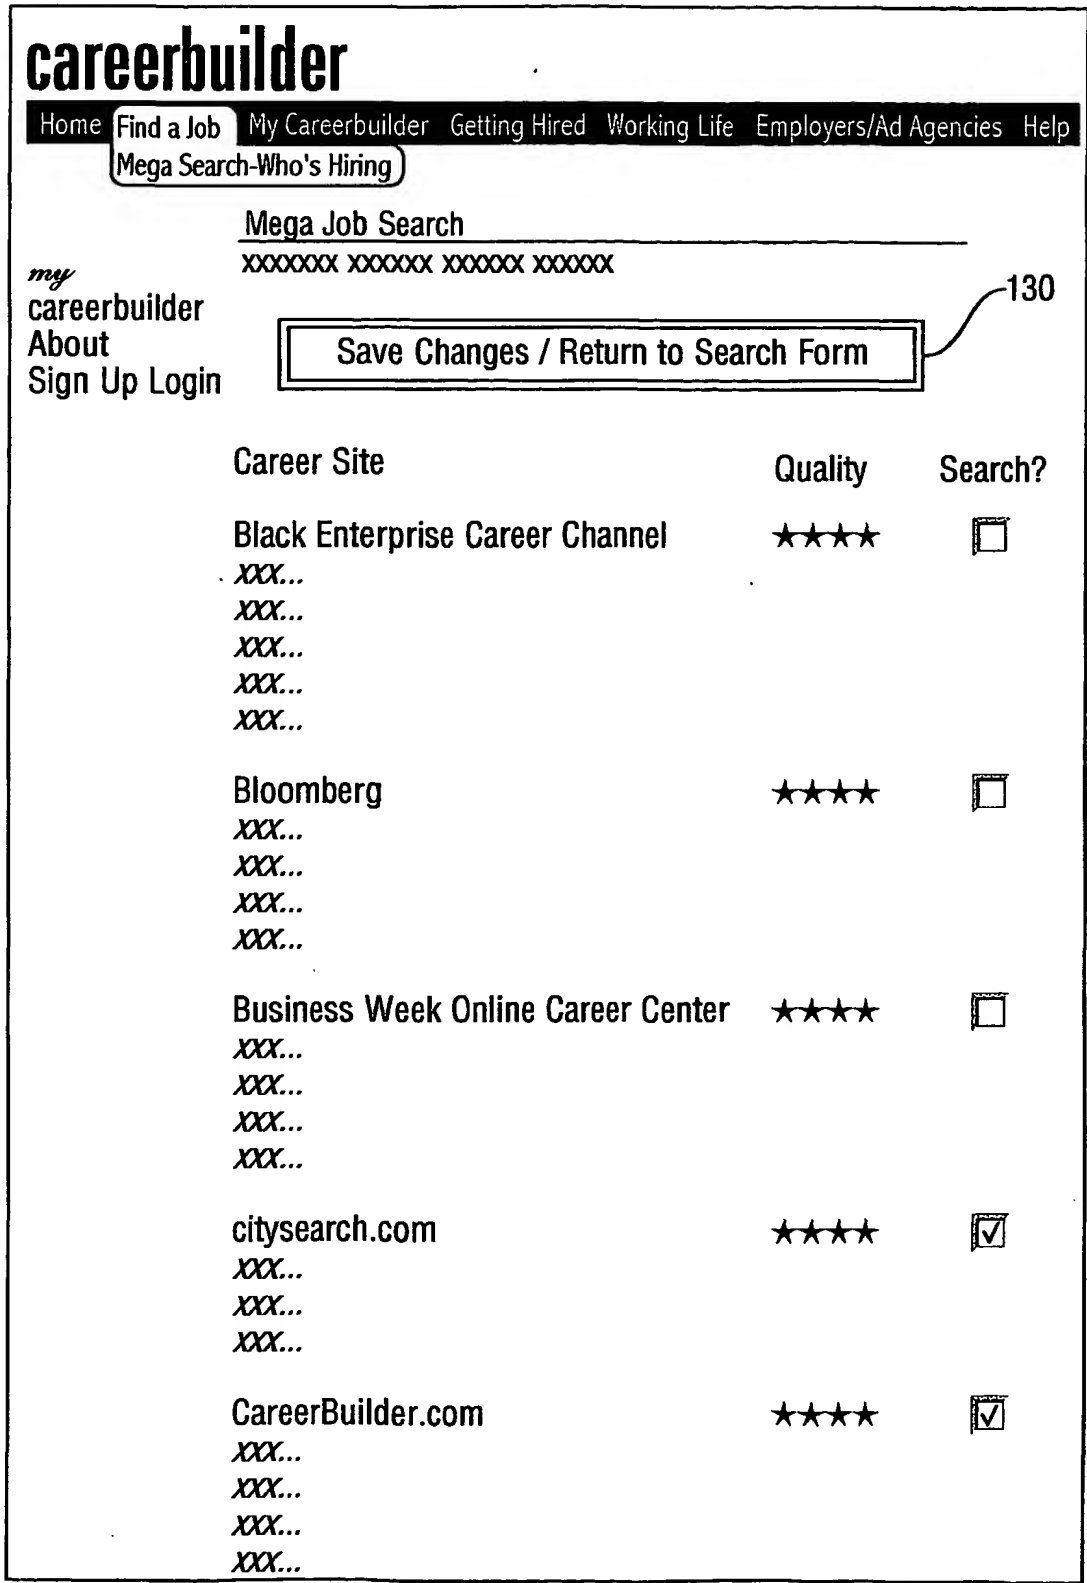 careerbuilder
Home Find a Job My Careerbuilder Getting Hired Working Life Employers/Ad Agencies Help
Mega Search-Who's Hiring
Mega Job Search
XXXXXXX XXXXXX XXXXXX XXXXXX
my
careerbuilder
About
Sign Up Login
130
Save Changes / Return to Search Form
Career Site Quality Search?
Black Enterprise Career Channel ★★★★
XXX...
XXX...
XXX...
XXX...
XXX...
Bloomberg ★★★★
XXX...
XXX...
XXX...
XXX...
Business Week Online Career Center ★★★★
XXX...
XXX...
XXX...
XXX...
citysearch.com ★★★★
XXX...
XXX...
XXX...
CareerBuilder.com ★★★★
XXX...
XXX...
XXX...
XXX...